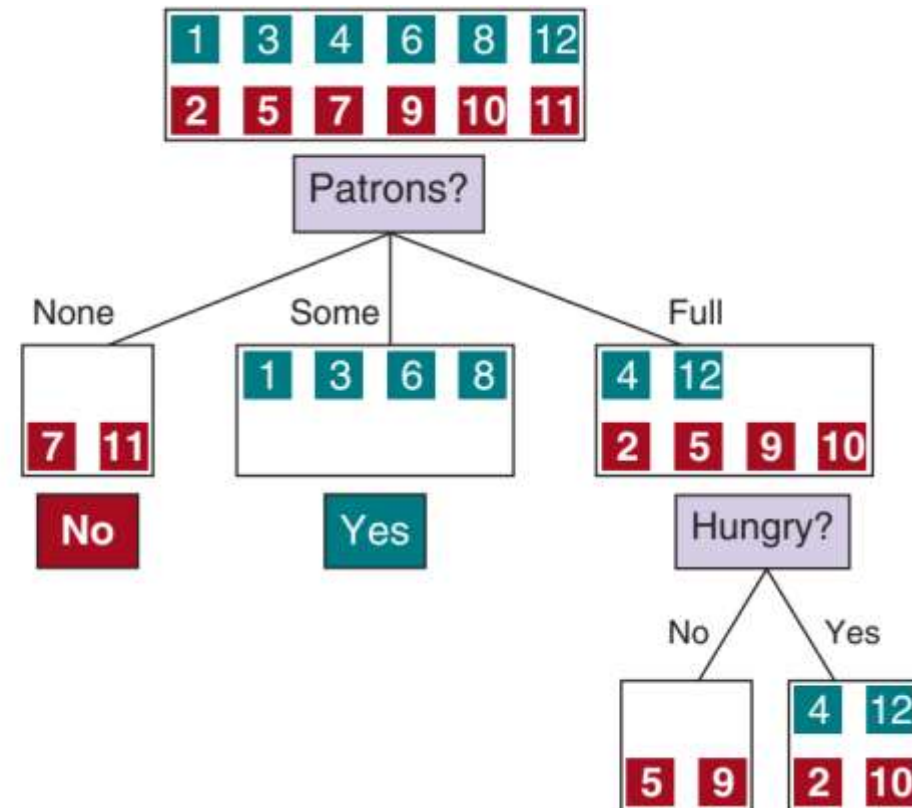 1 3 4 6 8 12
2 5 7 9 10 11
Patrons?
None Some Full
1 3 6 8 4 12
7 11 2 5 9 10
No Yes Hungry?
No Yes
4 12
5 9 2 10